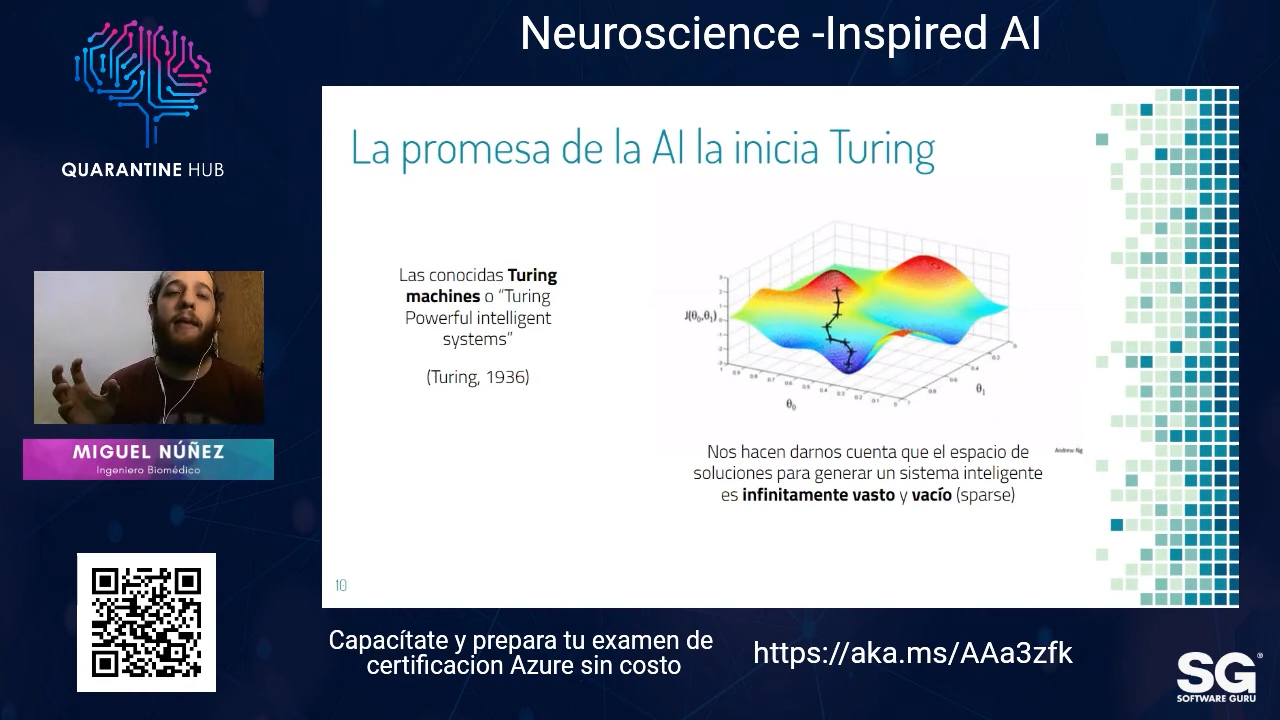 Neuroscience -Inspired AI
QUARANTINE HUB
La promesa de la AI la inicia Turing
Las conocidas Turing
machines o “Turing
Powerful intelligent
systems”
(Turing, 1936)
J(θ₀,θ₁)
θ₀
θ₁
Andrew Ng
Nos hacen darnos cuenta que el espacio de
soluciones para generar un sistema inteligente
es infinitamente vasto y vacío (sparse)
10
MIGUEL NÚÑEZ
Ingeniero Biomédico
Capacítate y prepara tu examen de
certificacion Azure sin costo
https://aka.ms/AAa3zfk
SG®
SOFTWARE GURU